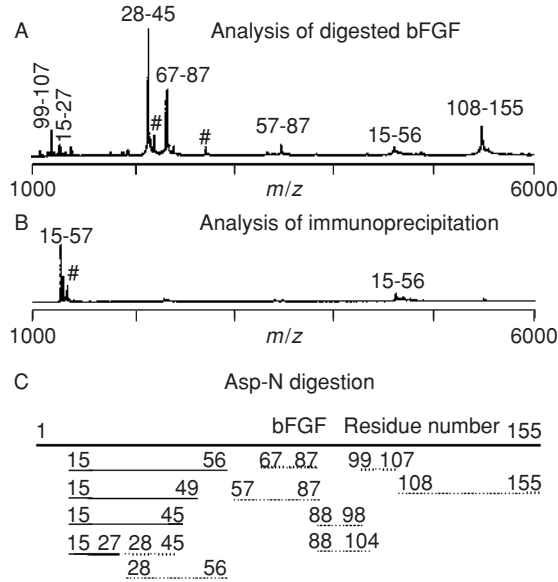 A Analysis of digested bFGF
28-45
99-107
15-27
67-87
#
#
57-87
15-56
108-155
1000 m/z 6000
B Analysis of immunoprecipitation
15-57
#
15-56
1000 m/z 6000
C Asp-N digestion
1 bFGF Residue number 155
15 56 67 87 99 107
15 49 57 87 108 155
15 45 88 98
15 27 28 45 88 104
28 56